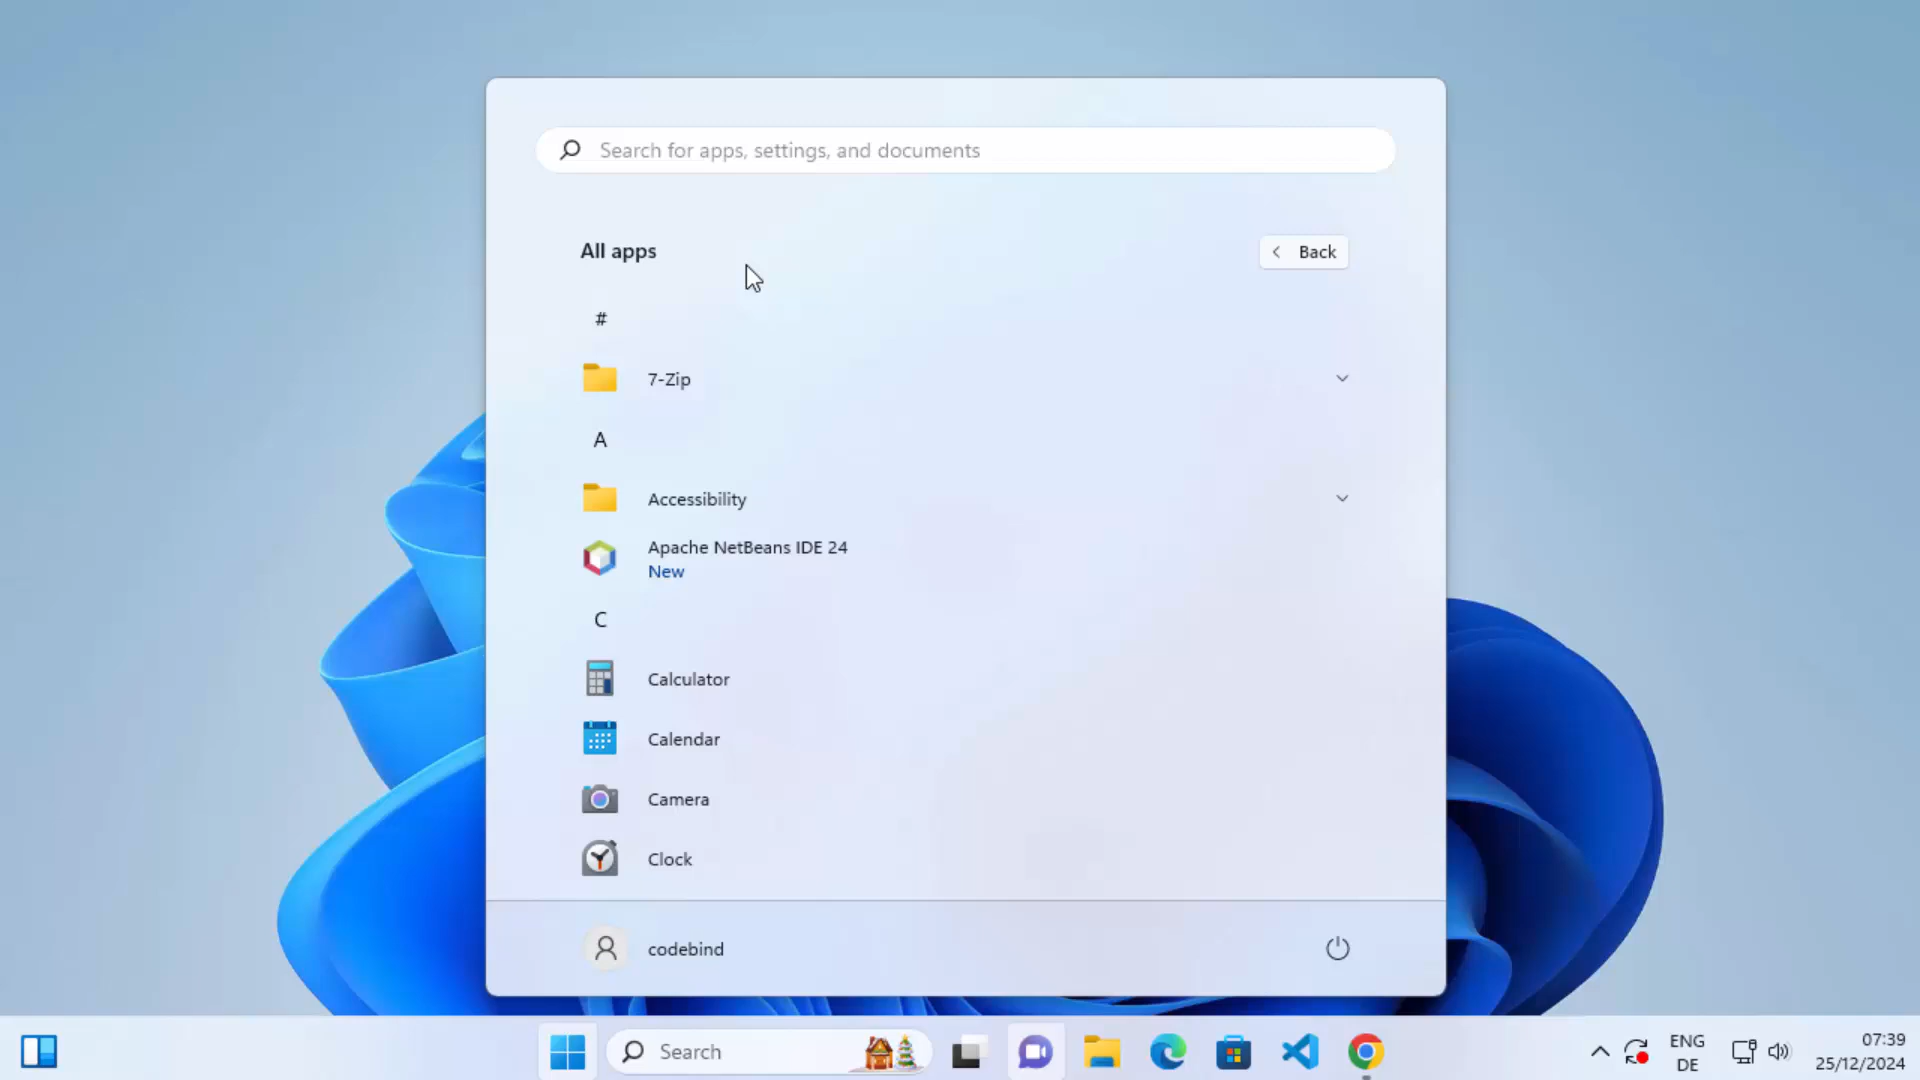 Search for apps, settings, and documents
All apps
Back
#
7-Zip
A
Accessibility
Apache NetBeans IDE 24
New
C
Calculator
Calendar
Camera
Clock
codebind
Search
ENG
DE
07:39
25/12/2024